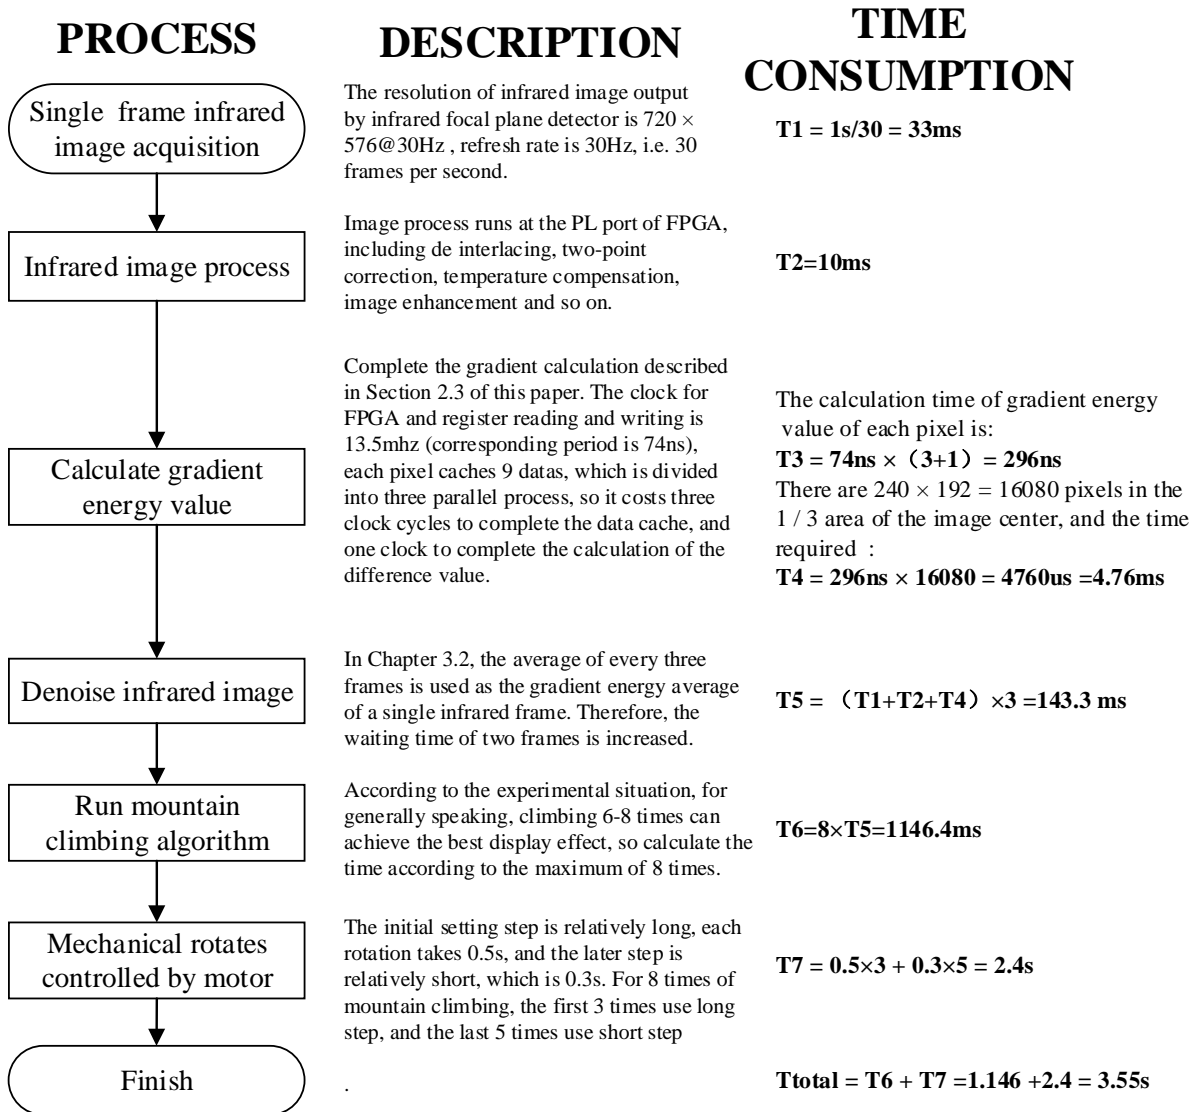 PROCESS
DESCRIPTION
TIME
CONSUMPTION
Single frame infrared
image acquisition
The resolution of infrared image output
by infrared focal plane detector is 720 ×
576@30Hz , refresh rate is 30Hz, i.e. 30
frames per second.
T1 = 1s/30 = 33ms
Infrared image process
Image process runs at the PL port of FPGA,
including de interlacing, two-point
correction, temperature compensation,
image enhancement and so on.
T2=10ms
Calculate gradient
energy value
Complete the gradient calculation described
in Section 2.3 of this paper. The clock for
FPGA and register reading and writing is
13.5mhz (corresponding period is 74ns),
each pixel caches 9 datas, which is divided
into three parallel process, so it costs three
clock cycles to complete the data cache, and
one clock to complete the calculation of the
difference value.
The calculation time of gradient energy
value of each pixel is:
T3 = 74ns ×（3+1）= 296ns
There are 240 × 192 = 16080 pixels in the
1 / 3 area of the image center, and the time
required :
T4 = 296ns × 16080 = 4760us =4.76ms
Denoise infrared image
In Chapter 3.2, the average of every three
frames is used as the gradient energy average
of a single infrared frame. Therefore, the
waiting time of two frames is increased.
T5 = （T1+T2+T4）×3 =143.3 ms
Run mountain
climbing algorithm
According to the experimental situation, for
generally speaking, climbing 6-8 times can
achieve the best display effect, so calculate the
time according to the maximum of 8 times.
T6=8×T5=1146.4ms
Mechanical rotates
controlled by motor
The initial setting step is relatively long, each
rotation takes 0.5s, and the later step is
relatively short, which is 0.3s. For 8 times of
mountain climbing, the first 3 times use long
step, and the last 5 times use short step
T7 = 0.5×3 + 0.3×5 = 2.4s
Finish
.
Ttotal = T6 + T7 =1.146 +2.4 = 3.55s